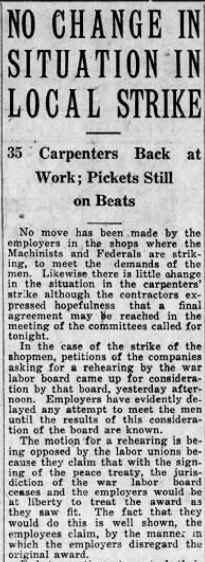 NO CHANGE IN
SITUATION IN
LOCAL STRIKE
35 Carpenters Back at
Work; Pickets Still
on Beats
No move has been made by the
employers in the shops where the
Machinists and Federals are strik-
ing, to meet the demands of the
men. Likewise there is little change
in the situation in the carpenters'
strike although the contractors ex-
pressed hopefulness that a final
agreement may be reached in the
meeting of the committees called for
tonight.
In the case of the strike of the
shopmen, petitions of the companies
asking for a rehearing by the war
labor board came up for considera-
tion by that board, yesterday after-
noon. Employers have evidently de-
layed any attempt to meet the men
until the results of this considera-
tion of the board are known.
The motion for a rehearing is be-
ing opposed by the labor unions be-
cause they claim that with the sign-
ing of the peace treaty, the juris-
diction of the war labor board
ceases and the employers would be
at liberty to treat the award as
they saw fit. The fact that they
would do this is well shown, the
employees claim, by the manner in
which the employers disregard the
original award.